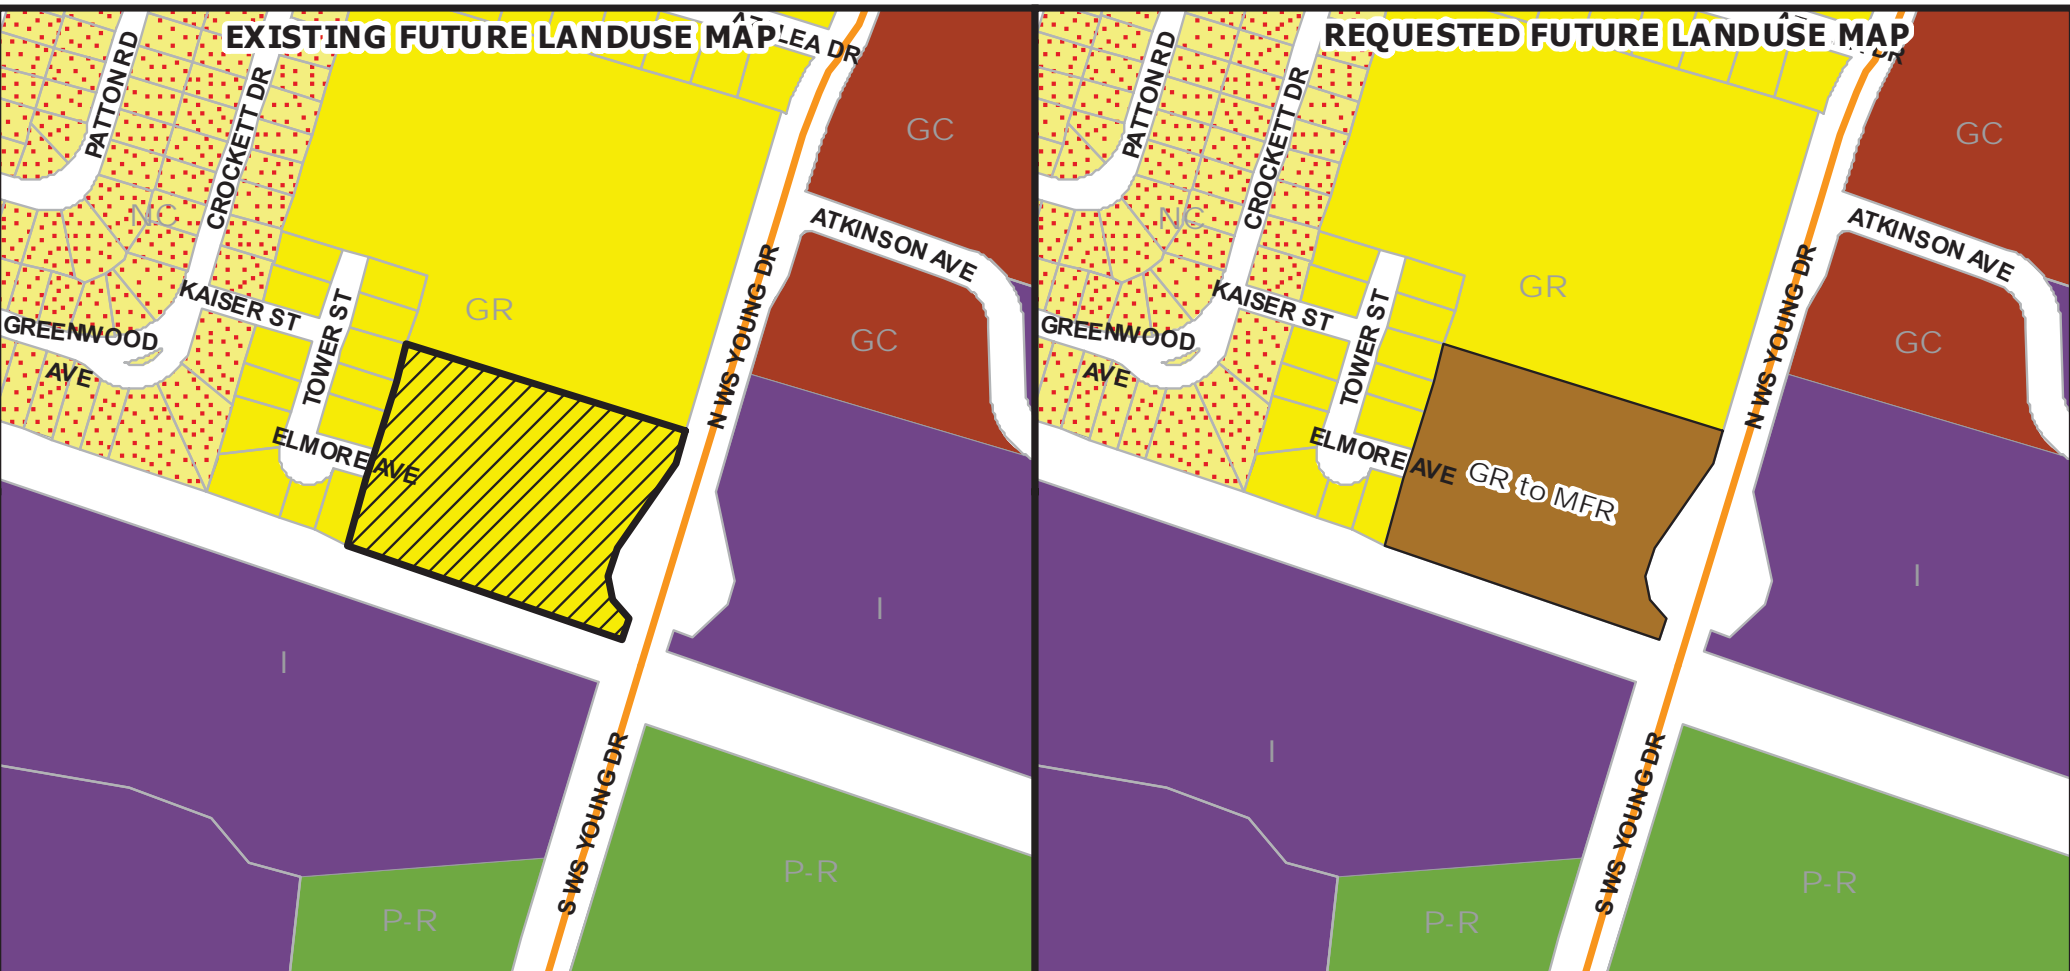 EXISTING FUTURE LANDUSE MAP
LEA DR
PATTON RD
CROCKETT DR
GC
NC
ATKINSON AVE
KAISER ST
GR
N WS YOUNG DR
GREENWOOD
AVE
TOWER ST
GC
ELMORE AVE
I
I
S WS YOUNG DR
P-R
P-R
REQUESTED FUTURE LANDUSE MAP
DR
PATTON RD
CROCKETT DR
GC
NC
ATKINSON AVE
KAISER ST
GR
N WS YOUNG DR
GREENWOOD
AVE
TOWER ST
GC
ELMORE AVE
GR to MFR
I
I
S WS YOUNG DR
P-R
P-R